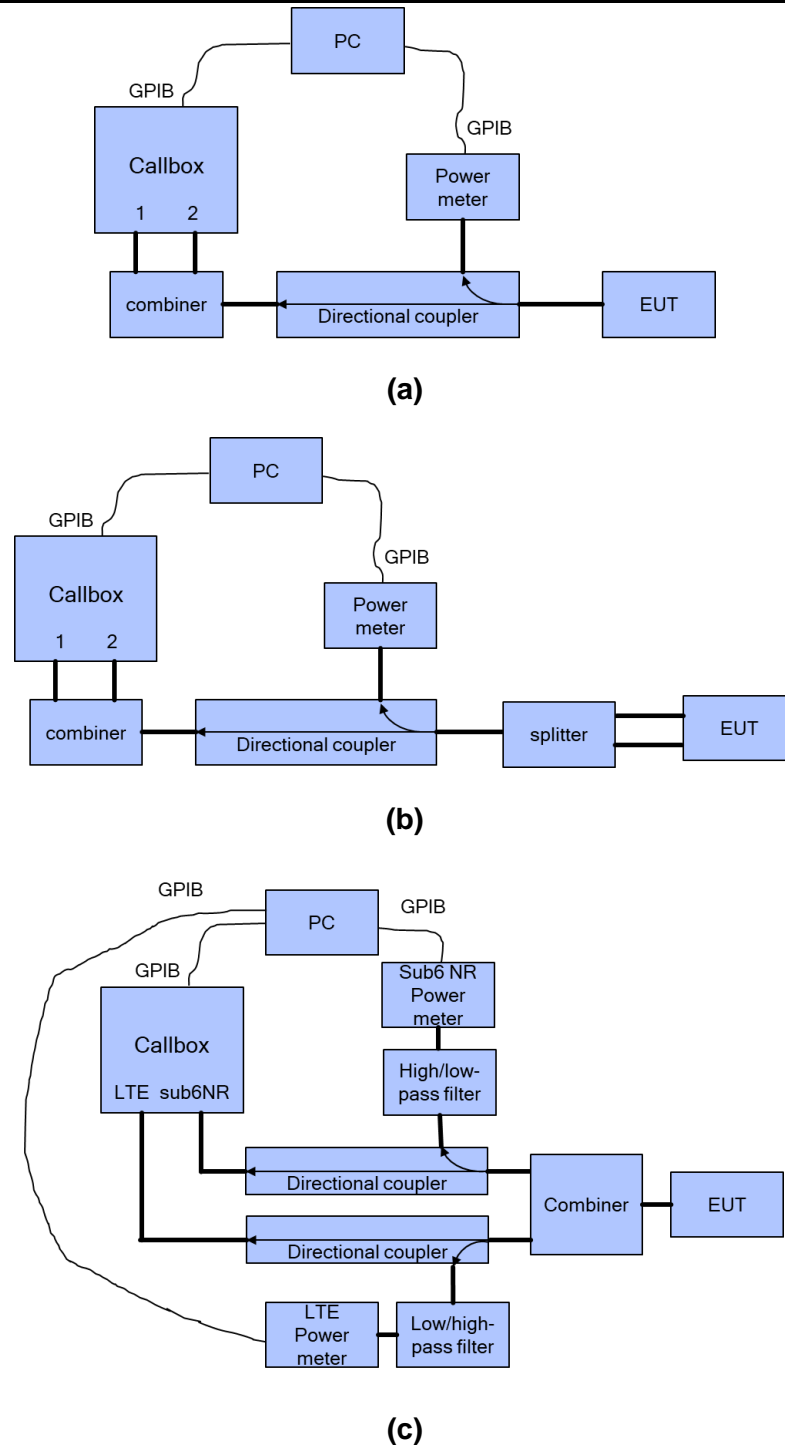 PC
GPIB
GPIB
Callbox
1 2
Power
meter
combiner
Directional coupler
EUT
(a)
PC
GPIB
GPIB
Callbox
1 2
Power
meter
combiner
Directional coupler
splitter
EUT
(b)
GPIB
PC
GPIB
GPIB
Sub6 NR
Power
meter
Callbox
LTE sub6NR
High/low-
pass filter
Directional coupler
Combiner
EUT
Directional coupler
LTE
Power
meter
Low/high-
pass filter
(c)